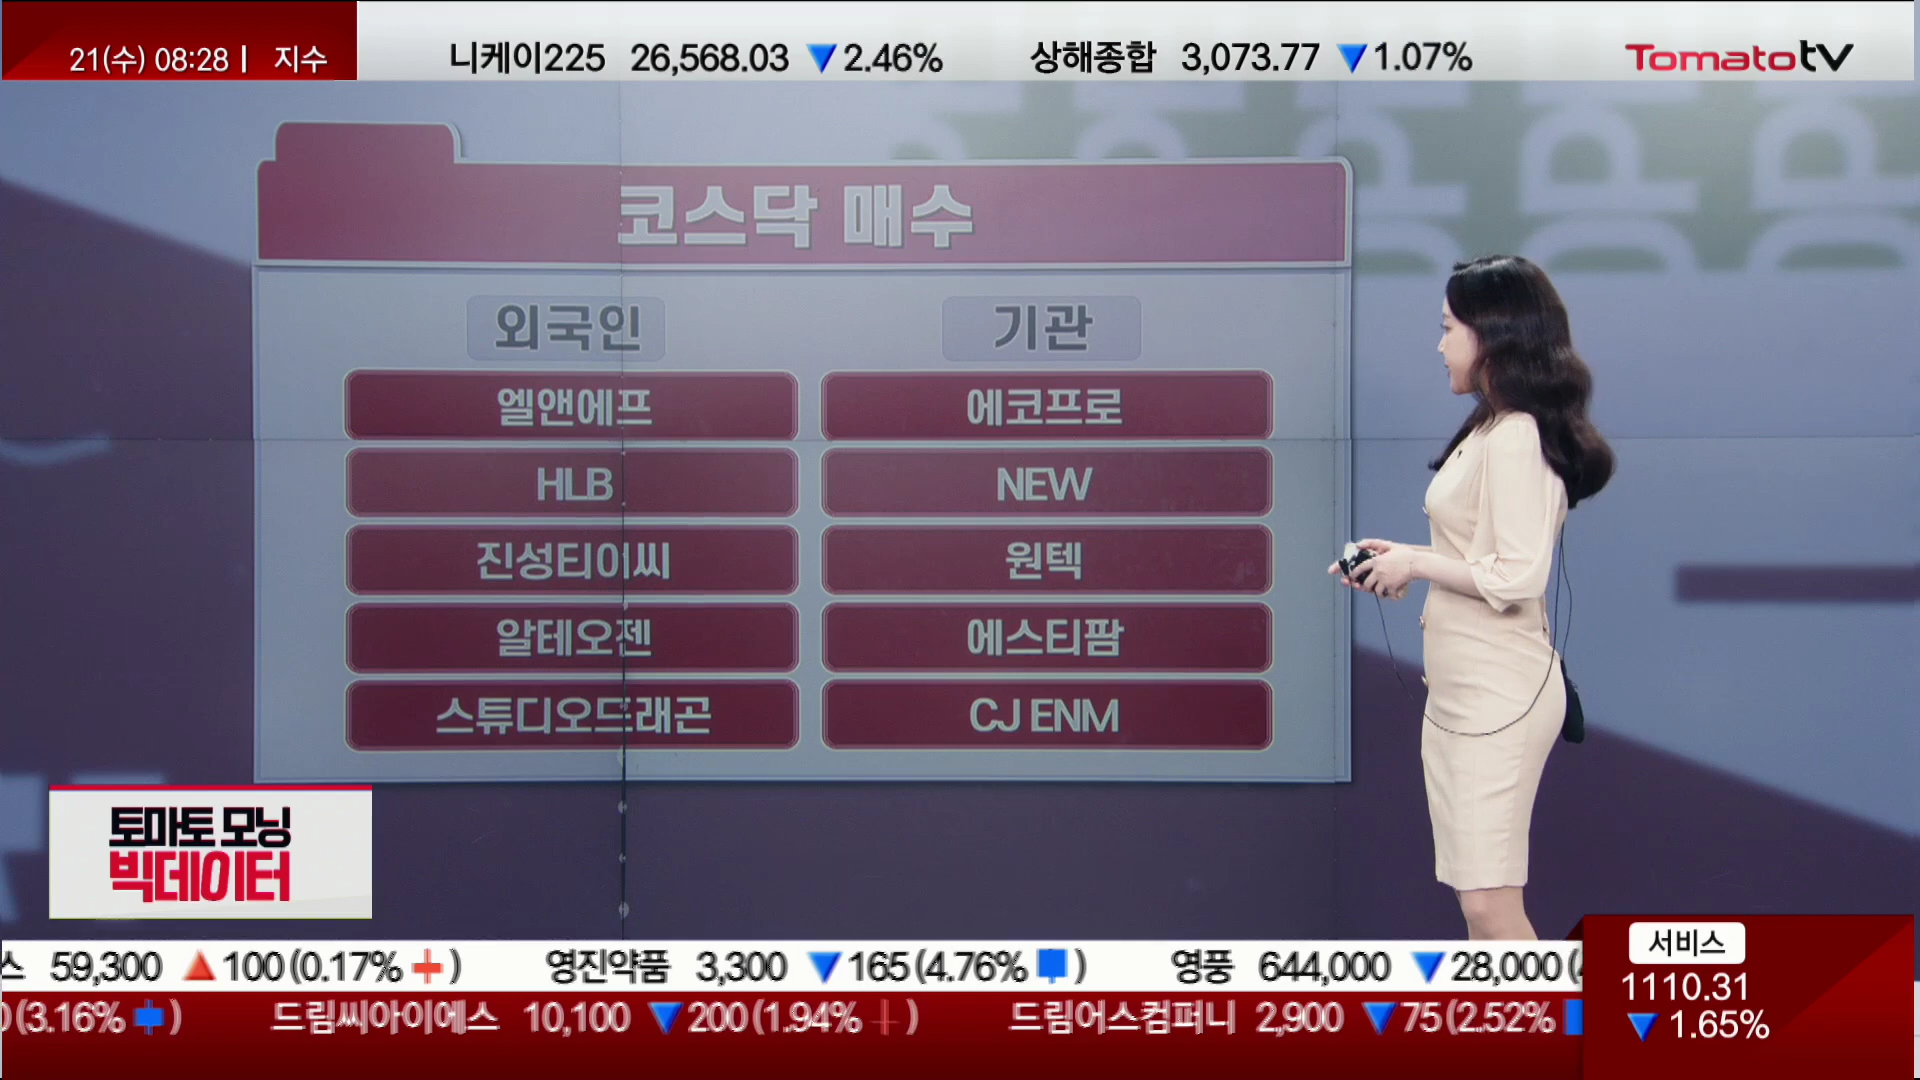 21(수) 08:28 | 지수
니케이225 26,568.03 ▼2.46% 상해종합 3,073.77 ▼1.07%
Tomatotv
코스닥 매수
외국인 기관
엘앤에프 에코프로
HLB NEW
진성티이씨 원텍
알테오젠 에스티팜
스튜디오드래곤 CJ ENM
토마토 모닝
빅데이터
스 59,300 ▲100(0.17% ) 영진약품 3,300 ▼165(4.76% ) 영풍 644,000 ▼28,000(
(3.16% ) 드림씨아이에스 10,100 ▼200(1.94% ) 드림어스컴퍼니 2,900 ▼75(2.52%
서비스
1110.31
▼ 1.65%